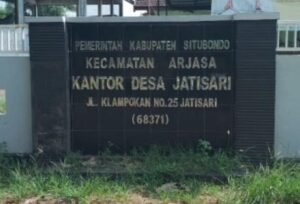 PEMERINTAH KABUPATEN SITUBONDO
KECAMATAN ARJASA
KANTOR DESA JATISARI
JL. KLAMPOKAN NO.25 JATISARI
(68371)